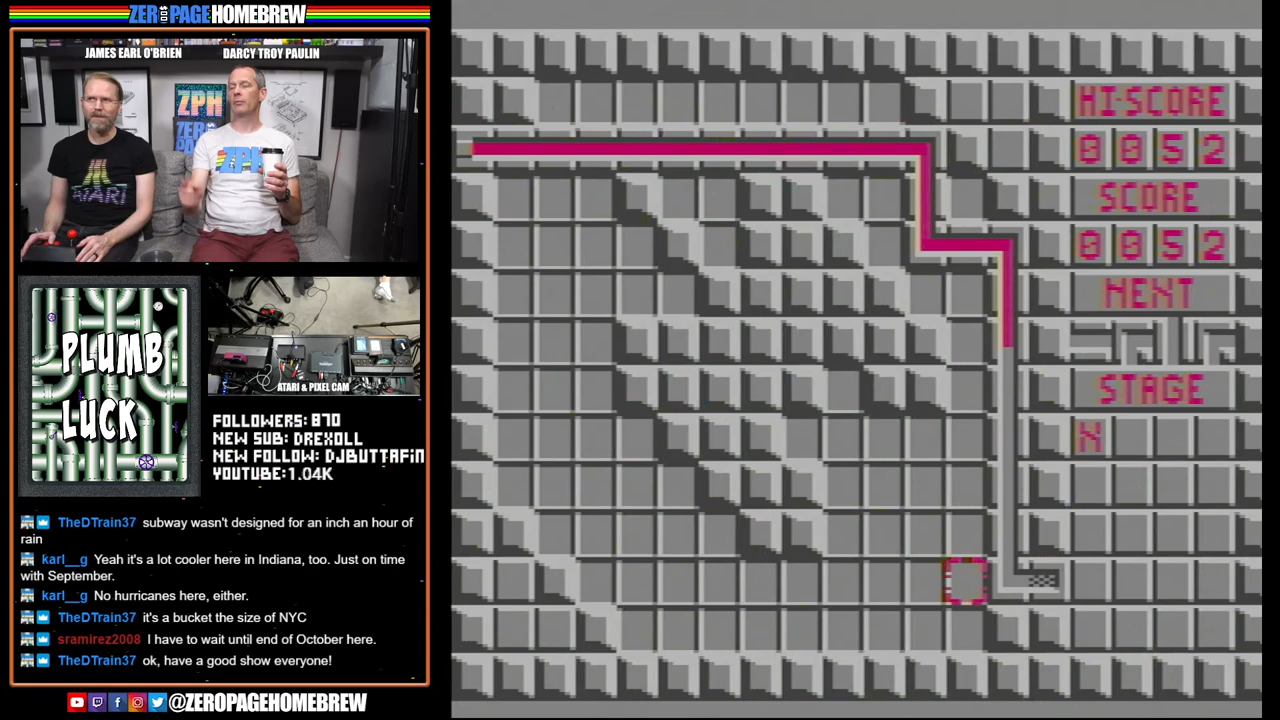 ZEROPAGEHOMEBREW
JAMES EARL O'BRIEN
DARCY TROY PAULIN
ZPH
ZPH
ATARI
PLUMB
LUCK
ATARI & PIXEL CAM
FOLLOWERS: 870
NEW SUB: DREXOLL
NEW FOLLOW: DJBUTTAFIN
YOUTUBE:1.04K
TheDTrain37 subway wasn't designed for an inch an hour of
rain
karl__g Yeah it's a lot cooler here in Indiana, too. Just on time
with September.
karl__g No hurricanes here, either.
TheDTrain37 it's a bucket the size of NYC
sramirez2008 I have to wait until end of October here.
TheDTrain37 ok, have a good show everyone!
@ZEROPAGEHOMEBREW
HI-SCORE
0052
SCORE
0052
NEXT
STAGE
N